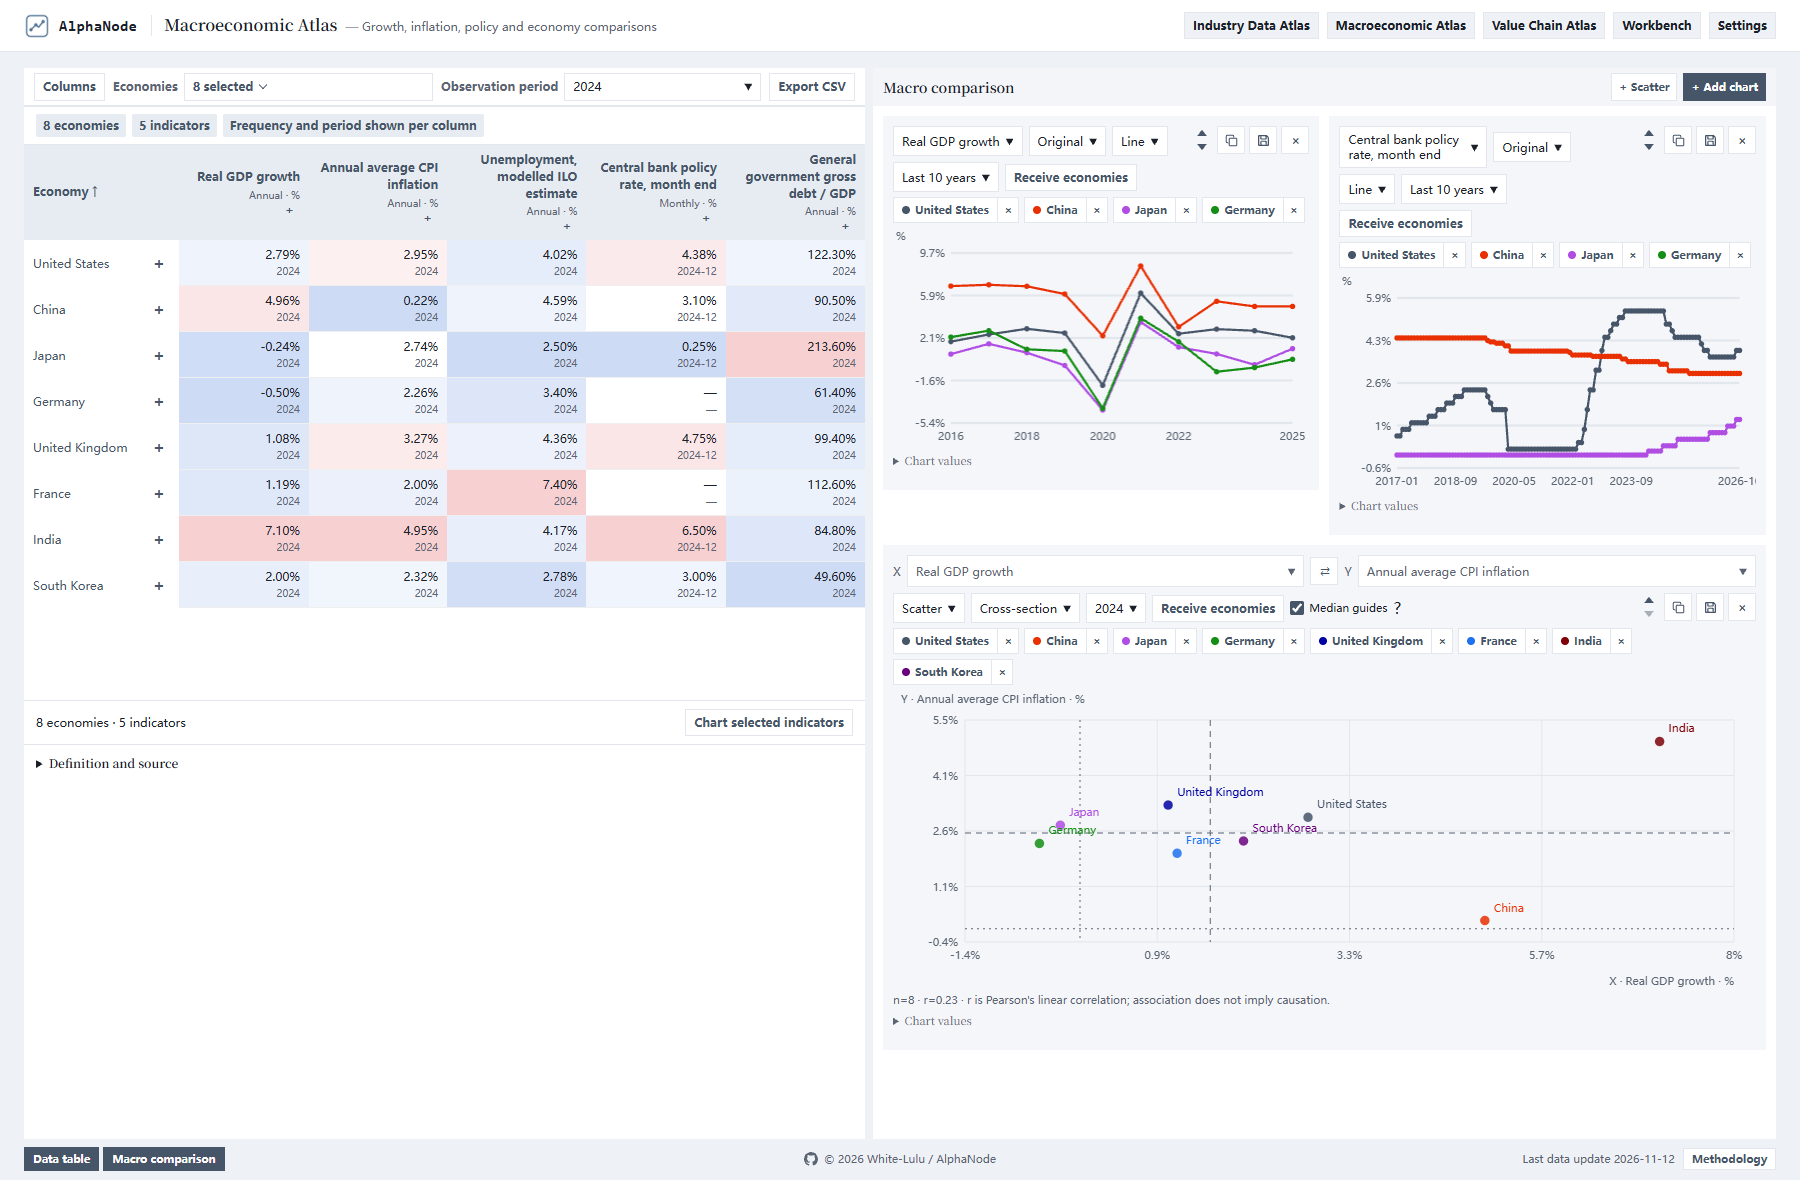 AlphaNode
Macroeconomic Atlas — Growth, inflation, policy and economy comparisons
Industry Data Atlas
Macroeconomic Atlas
Value Chain Atlas
Workbench
Settings
Columns
Economies
8 selected
Observation period
2024
Export CSV
8 economies
5 indicators
Frequency and period shown per column
Economy ↑
Real GDP growth
Annual · %
+
Annual average CPI
inflation
Annual · %
+
Unemployment,
modelled ILO
estimate
Annual · %
+
Central bank policy
rate, month end
Monthly · %
+
General
government gross
debt / GDP
Annual · %
+
United States + 2.79% 2.95% 4.02% 4.38% 122.30%
2024 2024 2024 2024-12 2024
China + 4.96% 0.22% 4.59% 3.10% 90.50%
2024 2024 2024 2024-12 2024
Japan + -0.24% 2.74% 2.50% 0.25% 213.60%
2024 2024 2024 2024-12 2024
Germany + -0.50% 2.26% 3.40% — 61.40%
2024 2024 2024 — 2024
United Kingdom + 1.08% 3.27% 4.36% 4.75% 99.40%
2024 2024 2024 2024-12 2024
France + 1.19% 2.00% 7.40% — 112.60%
2024 2024 2024 — 2024
India + 7.10% 4.95% 4.17% 6.50% 84.80%
2024 2024 2024 2024-12 2024
South Korea + 2.00% 2.32% 2.78% 3.00% 49.60%
2024 2024 2024 2024-12 2024
8 economies · 5 indicators
Chart selected indicators
Definition and source
Macro comparison
+ Scatter
+ Add chart
Real GDP growth
Original
Line
×
Last 10 years
Receive economies
United States ×
China ×
Japan ×
Germany ×
%
9.7%
5.9%
2.1%
-1.6%
-5.4%
2016 2018 2020 2022 2025
Chart values
Central bank policy
rate, month end
Original
×
Line
Last 10 years
Receive economies
United States ×
China ×
Japan ×
Germany ×
%
5.9%
4.3%
2.6%
1%
-0.6%
2017-01 2018-09 2020-05 2022-01 2023-09 2026-1
Chart values
X
Real GDP growth
⇄
Y
Annual average CPI inflation
Scatter
Cross-section
2024
Receive economies
Median guides ?
×
United States ×
China ×
Japan ×
Germany ×
United Kingdom ×
France ×
India ×
South Korea ×
Y · Annual average CPI inflation · %
5.5%
4.1%
2.6%
1.1%
-0.4%
India
United Kingdom
United States
Japan
Germany
South Korea
France
China
-1.4% 0.9% 3.3% 5.7% 8%
X · Real GDP growth · %
n=8 · r=0.23 · r is Pearson's linear correlation; association does not imply causation.
Chart values
Data table
Macro comparison
© 2026 White-Lulu / AlphaNode
Last data update 2026-11-12
Methodology